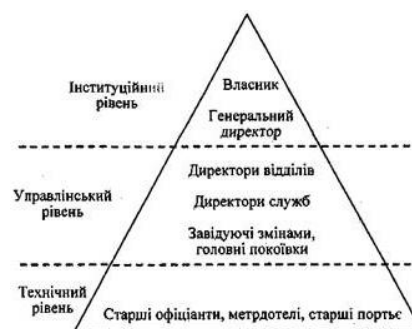 Інституційний
рівень
Власник
Генеральний
директор
Управлінський
рівень
Директори відділів
Директори служб
Завідуючі змінами,
головні покоївки
Технічний
рівень
Старші офіціанти, метрдотелі, старші портьє